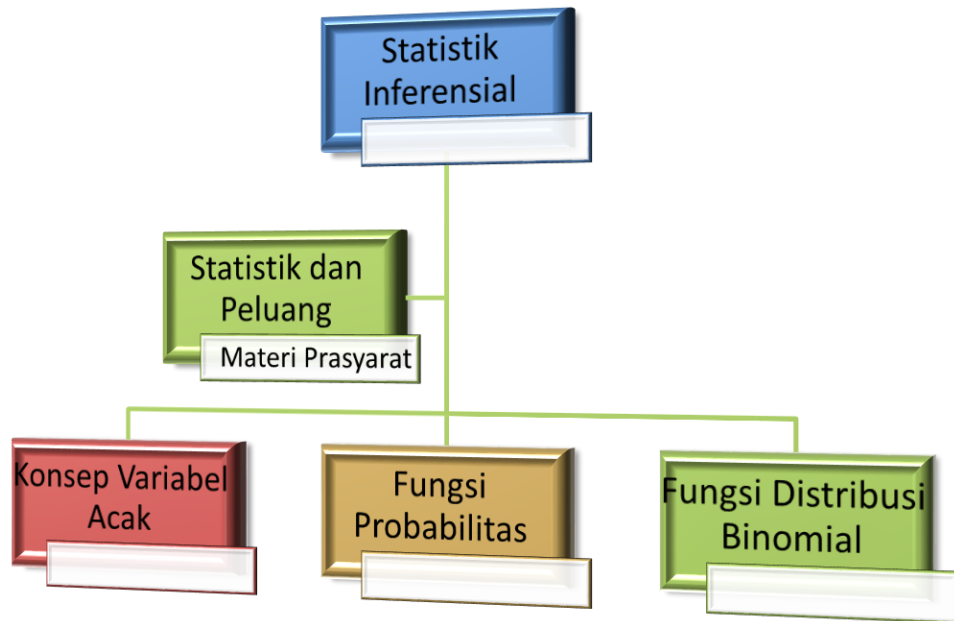 Statistik
Inferensial
Statistik dan
Peluang
Materi Prasyarat
Konsep Variabel
Acak
Fungsi
Probabilitas
Fungsi Distribusi
Binomial